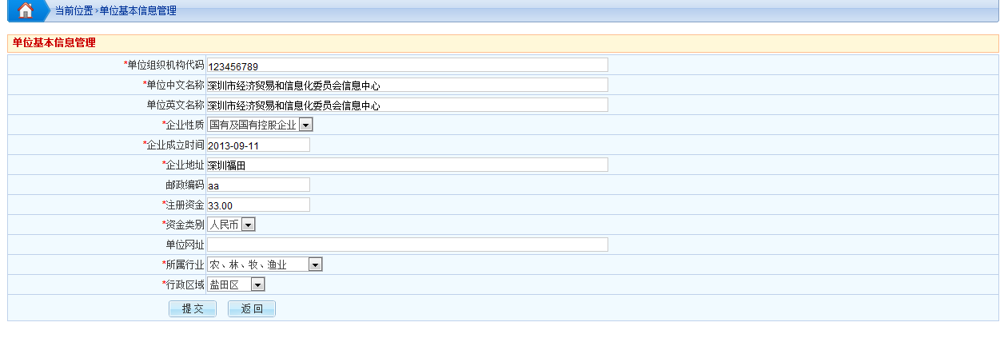 当前位置>单位基本信息管理
单位基本信息管理
*单位组织机构代码 123456789
*单位中文名称 深圳市经济贸易和信息化委员会信息中心
单位英文名称 深圳市经济贸易和信息化委员会信息中心
*企业性质 国有及国有控股企业
*企业成立时间 2013-09-11
*企业地址 深圳福田
邮政编码 aa
*注册资金 33.00
*资金类别 人民币
单位网址
*所属行业 农、林、牧、渔业
*行政区域 盐田区
提 交 返 回